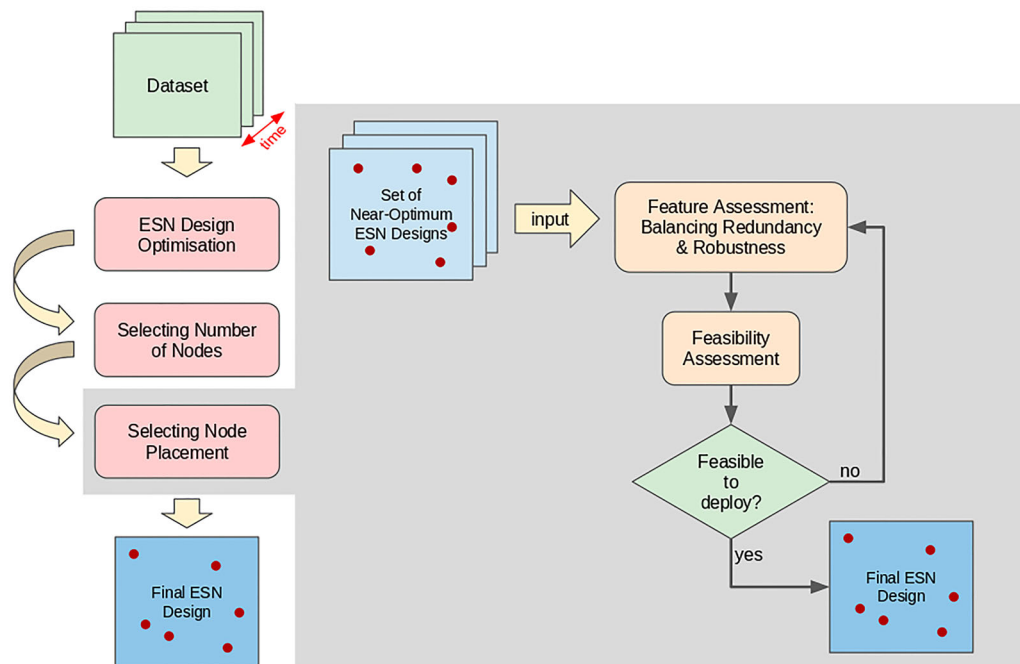 Dataset
time
ESN Design
Optimisation
Selecting Number
of Nodes
Selecting Node
Placement
Final ESN
Design
Set of
Near-Optimum
ESN Designs
input
Feature Assessment:
Balancing Redundancy
& Robustness
Feasibility
Assessment
Feasible
to
deploy?
no
yes
Final ESN
Design